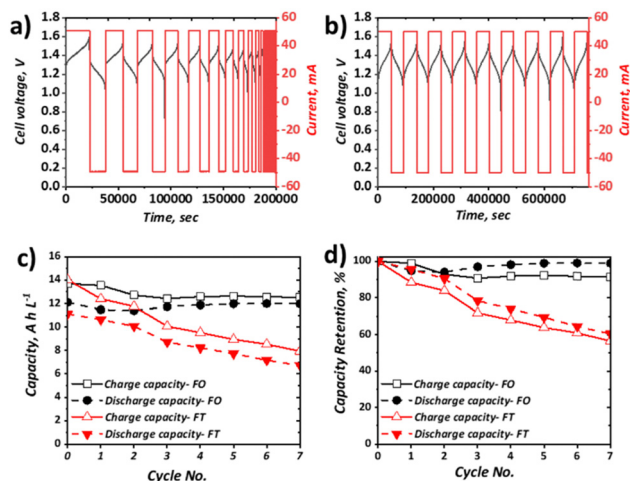 a)
1.8
1.6
1.4
1.2
1.0
0.8
0.6
0.4
0.2
0.0
Cell voltage, V
60
40
20
0
-20
-40
-60
Current, mA
0 50000 100000 150000 200000
Time, sec
b)
1.8
1.6
1.4
1.2
1.0
0.8
0.6
0.4
0.2
0.0
Cell voltage, V
60
40
20
0
-20
-40
-60
Current, mA
0 200000 400000 600000
Time, sec
c)
16
14
12
10
8
6
4
2
0
Capacity, A h L⁻¹
Charge capacity- FO
Discharge capacity- FO
Charge capacity- FT
Discharge capacity- FT
0 1 2 3 4 5 6 7
Cycle No.
d)
100
80
60
40
20
0
Capacity Retention, %
Charge capacity- FO
Discharge capacity- FO
Charge capacity- FT
Discharge capacity- FT
0 1 2 3 4 5 6 7
Cycle No.